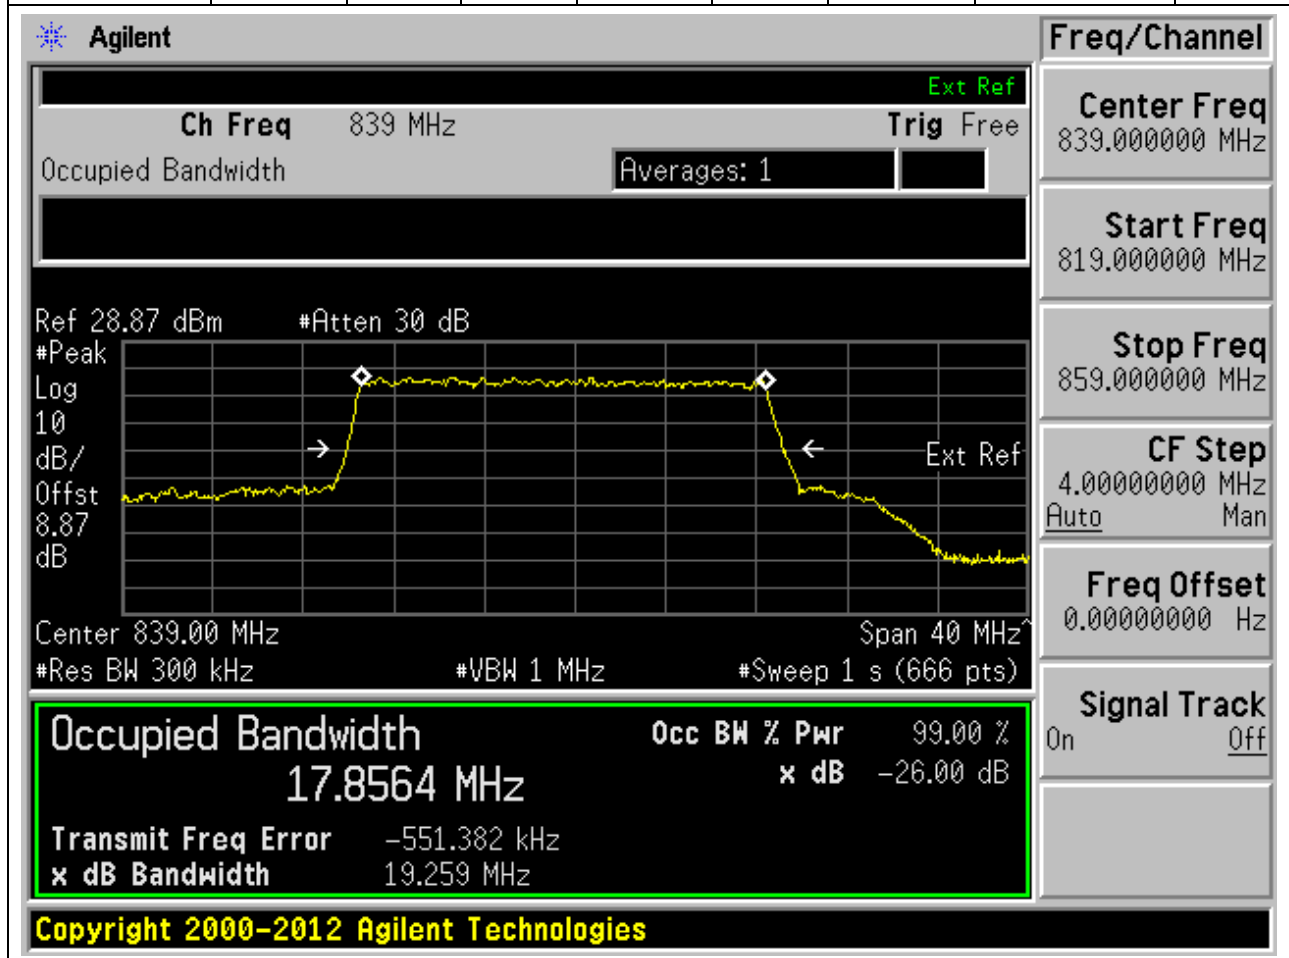 Agilent
Freq/Channel
Ext Ref
Ch Freq 839 MHz Trig Free
Occupied Bandwidth Averages: 1
Ref 28.87 dBm #Atten 30 dB
#Peak
Log
10
dB/
Offst
8.87
dB
Ext Ref
Center 839.00 MHz Span 40 MHz^
#Res BW 300 kHz #VBW 1 MHz #Sweep 1 s (666 pts)
Occupied Bandwidth Occ BW % Pwr 99.00 %
17.8564 MHz x dB -26.00 dB
Transmit Freq Error -551.382 kHz
x dB Bandwidth 19.259 MHz
Copyright 2000-2012 Agilent Technologies
Center Freq
839.000000 MHz
Start Freq
819.000000 MHz
Stop Freq
859.000000 MHz
CF Step
4.00000000 MHz
Auto Man
Freq Offset
0.00000000 Hz
Signal Track
On Off